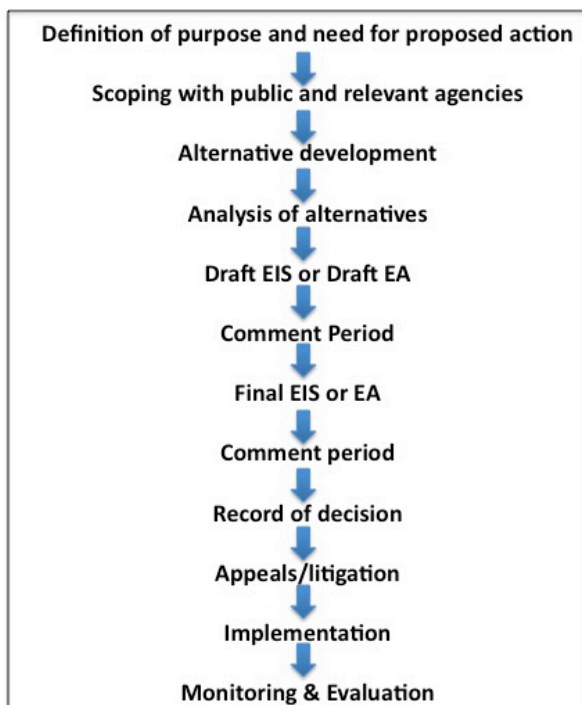 Definition of purpose and need for proposed action
Scoping with public and relevant agencies
Alternative development
Analysis of alternatives
Draft EIS or Draft EA
Comment Period
Final EIS or EA
Comment period
Record of decision
Appeals/litigation
Implementation
Monitoring & Evaluation